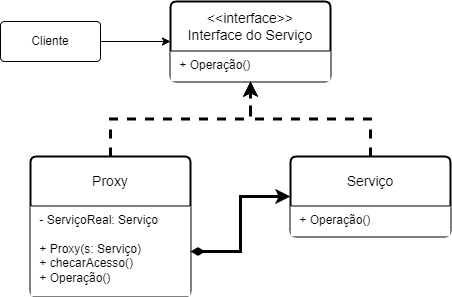 Cliente
<<interface>>
Interface do Serviço
+ Operação()
Proxy
- ServiçoReal: Serviço
+ Proxy(s: Serviço)
+ checarAcesso()
+ Operação()
Serviço
+ Operação()